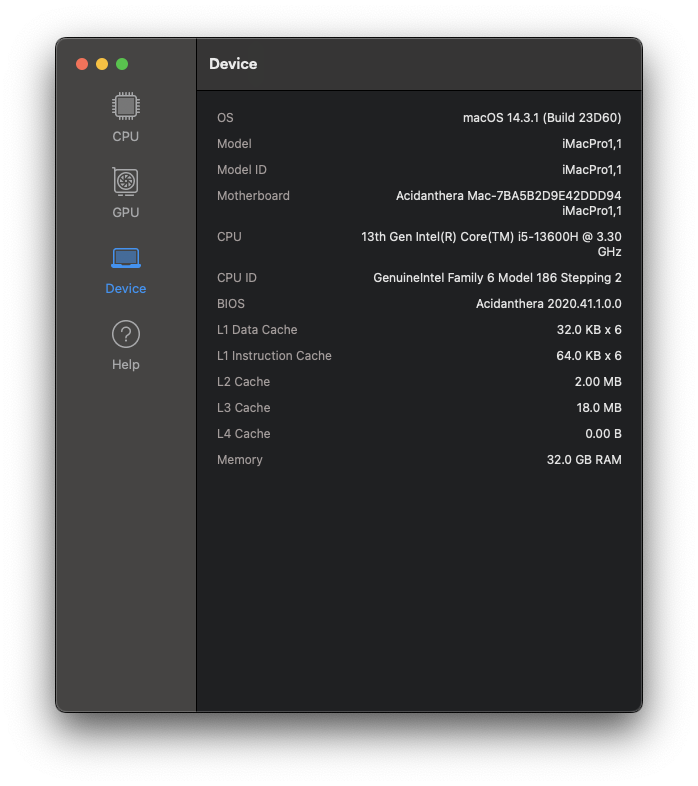 Device
CPU
GPU
Device
Help
OS macOS 14.3.1 (Build 23D60)
Model iMacPro1,1
Model ID iMacPro1,1
Motherboard Acidanthera Mac-7BA5B2D9E42DDD94
iMacPro1,1
CPU 13th Gen Intel(R) Core(TM) i5-13600H @ 3.30
GHz
CPU ID GenuineIntel Family 6 Model 186 Stepping 2
BIOS Acidanthera 2020.41.1.0.0
L1 Data Cache 32.0 KB x 6
L1 Instruction Cache 64.0 KB x 6
L2 Cache 2.00 MB
L3 Cache 18.0 MB
L4 Cache 0.00 B
Memory 32.0 GB RAM